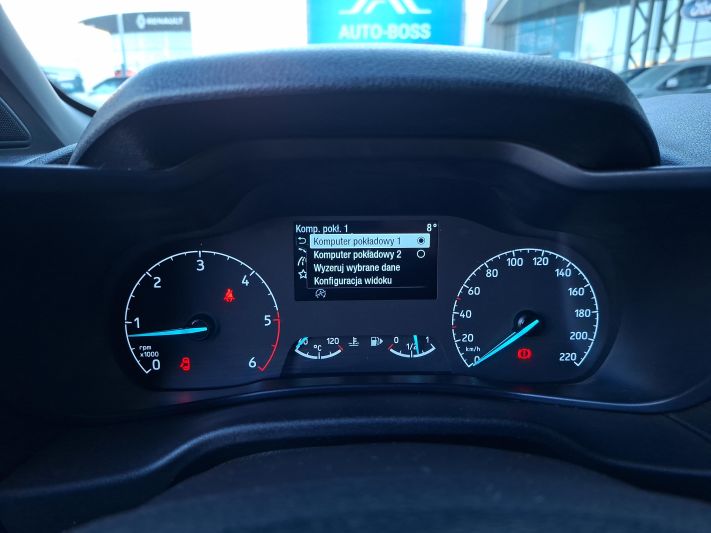 RENAULT
AUTO-BOSS
Ford
Komp. pokł. 1 8°
Komputer pokładowy 1
Komputer pokładowy 2
Wyzeruj wybrane dane
Konfiguracja widoku
0 1 2 3 4 5 6
rpm
x1000
60 120
°C
0 1/2 1
0 20 40 60 80 100 120 140 160 180 200 220
km/h